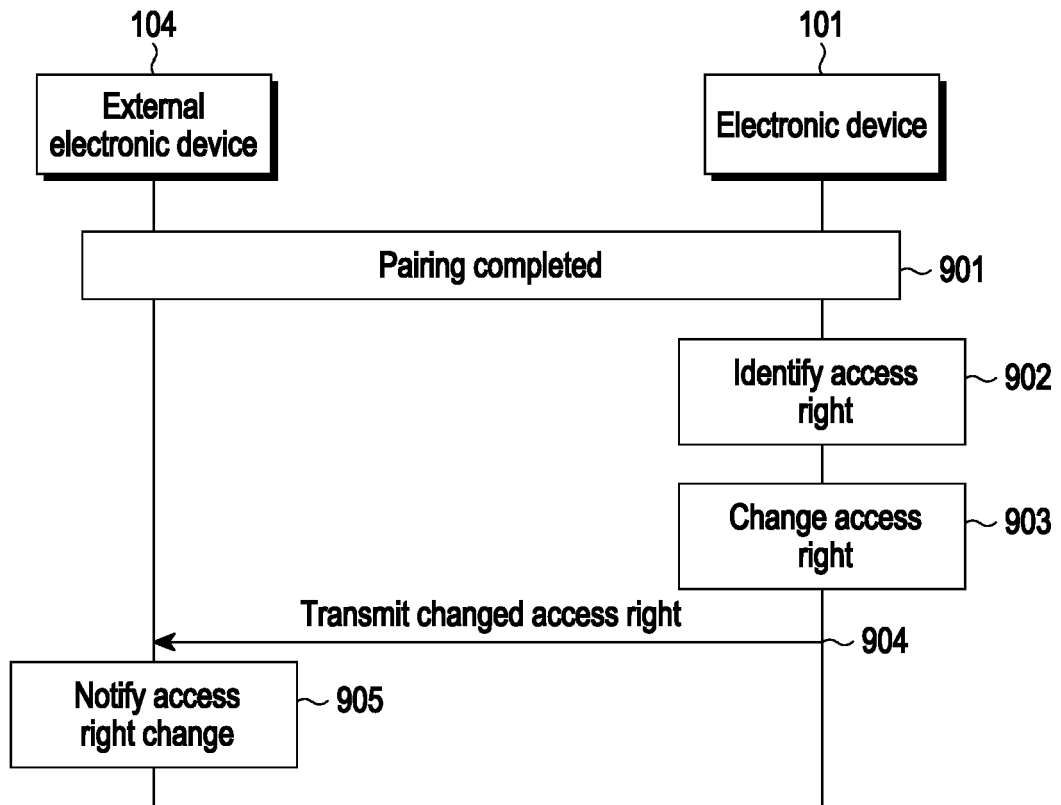 104
101
External
electronic device
Electronic device
Pairing completed
901
Identify access
right
902
Change access
right
903
Transmit changed access right
904
Notify access
right change
905